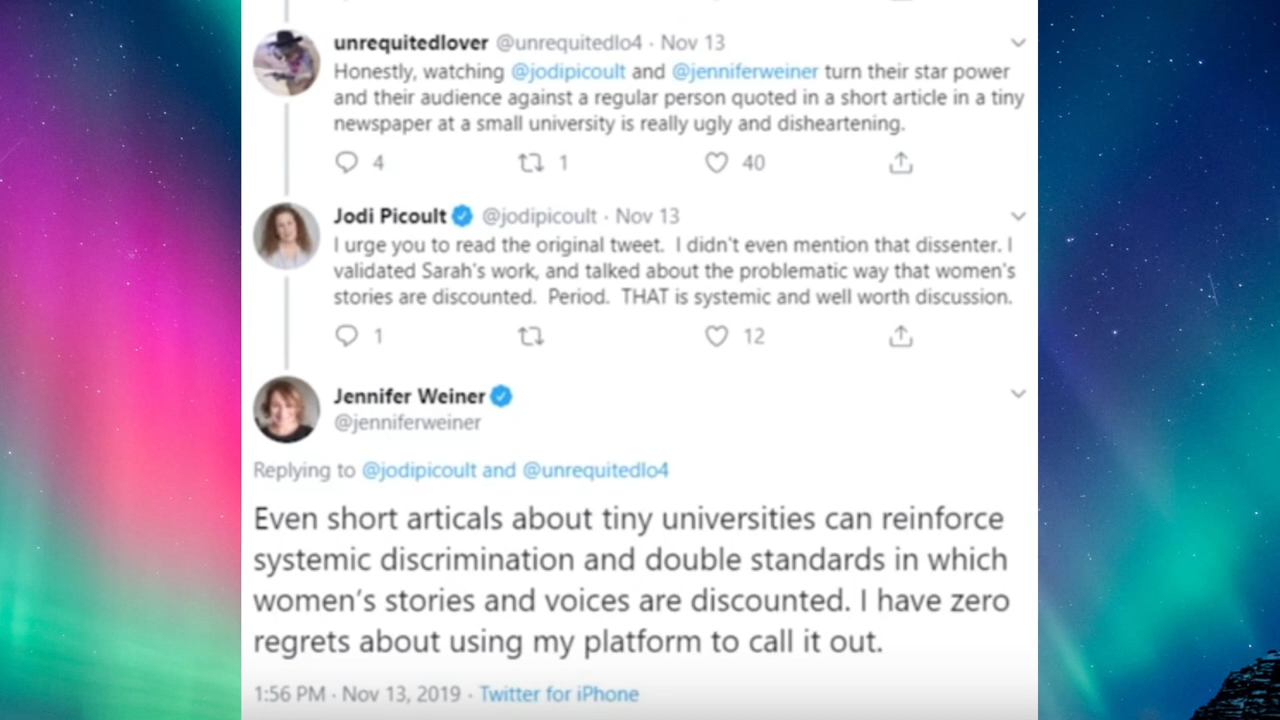 unrequitedlover @unrequitedlo4 · Nov 13
Honestly, watching @jodipicoult and @jenniferweiner turn their star power
and their audience against a regular person quoted in a short article in a tiny
newspaper at a small university is really ugly and disheartening.
4 1 40
Jodi Picoult @jodipicoult · Nov 13
I urge you to read the original tweet. I didn't even mention that dissenter. I
validated Sarah's work, and talked about the problematic way that women's
stories are discounted. Period. THAT is systemic and well worth discussion.
1 12
Jennifer Weiner
@jenniferweiner
Replying to @jodipicoult and @unrequitedlo4
Even short articals about tiny universities can reinforce
systemic discrimination and double standards in which
women's stories and voices are discounted. I have zero
regrets about using my platform to call it out.
1:56 PM · Nov 13, 2019 · Twitter for iPhone